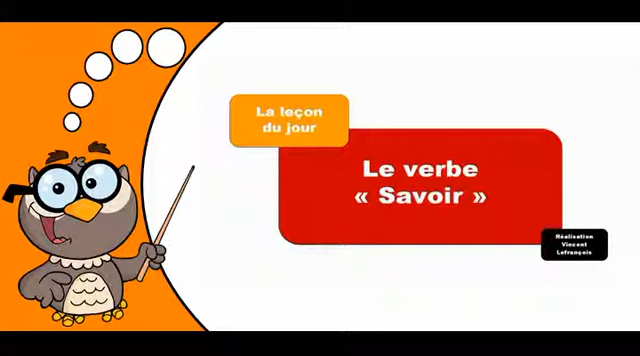 La leçon
du jour
Le verbe
« Savoir »
Réalisation
Vincent
Lefrançois